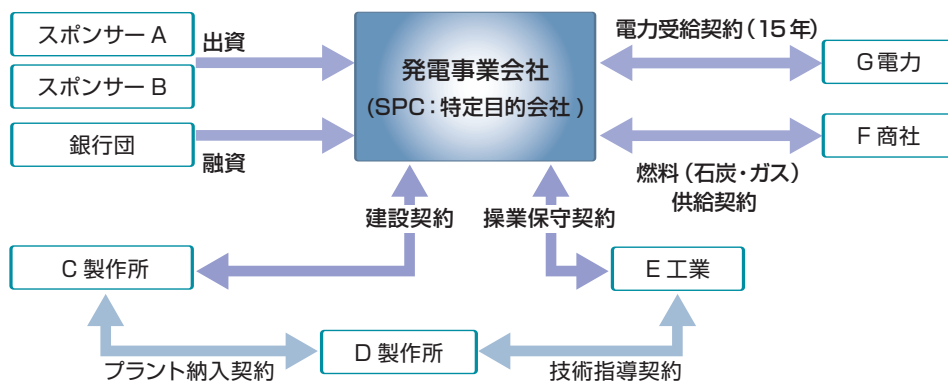 スポンサー A
出資
スポンサー B
銀行団
融資
発電事業会社
(SPC：特定目的会社 )
電力受給契約（15年）
G電力
F 商社
燃料（石炭・ガス）
供給契約
建設契約
操業保守契約
C 製作所
E 工業
D 製作所
プラント納入契約
技術指導契約